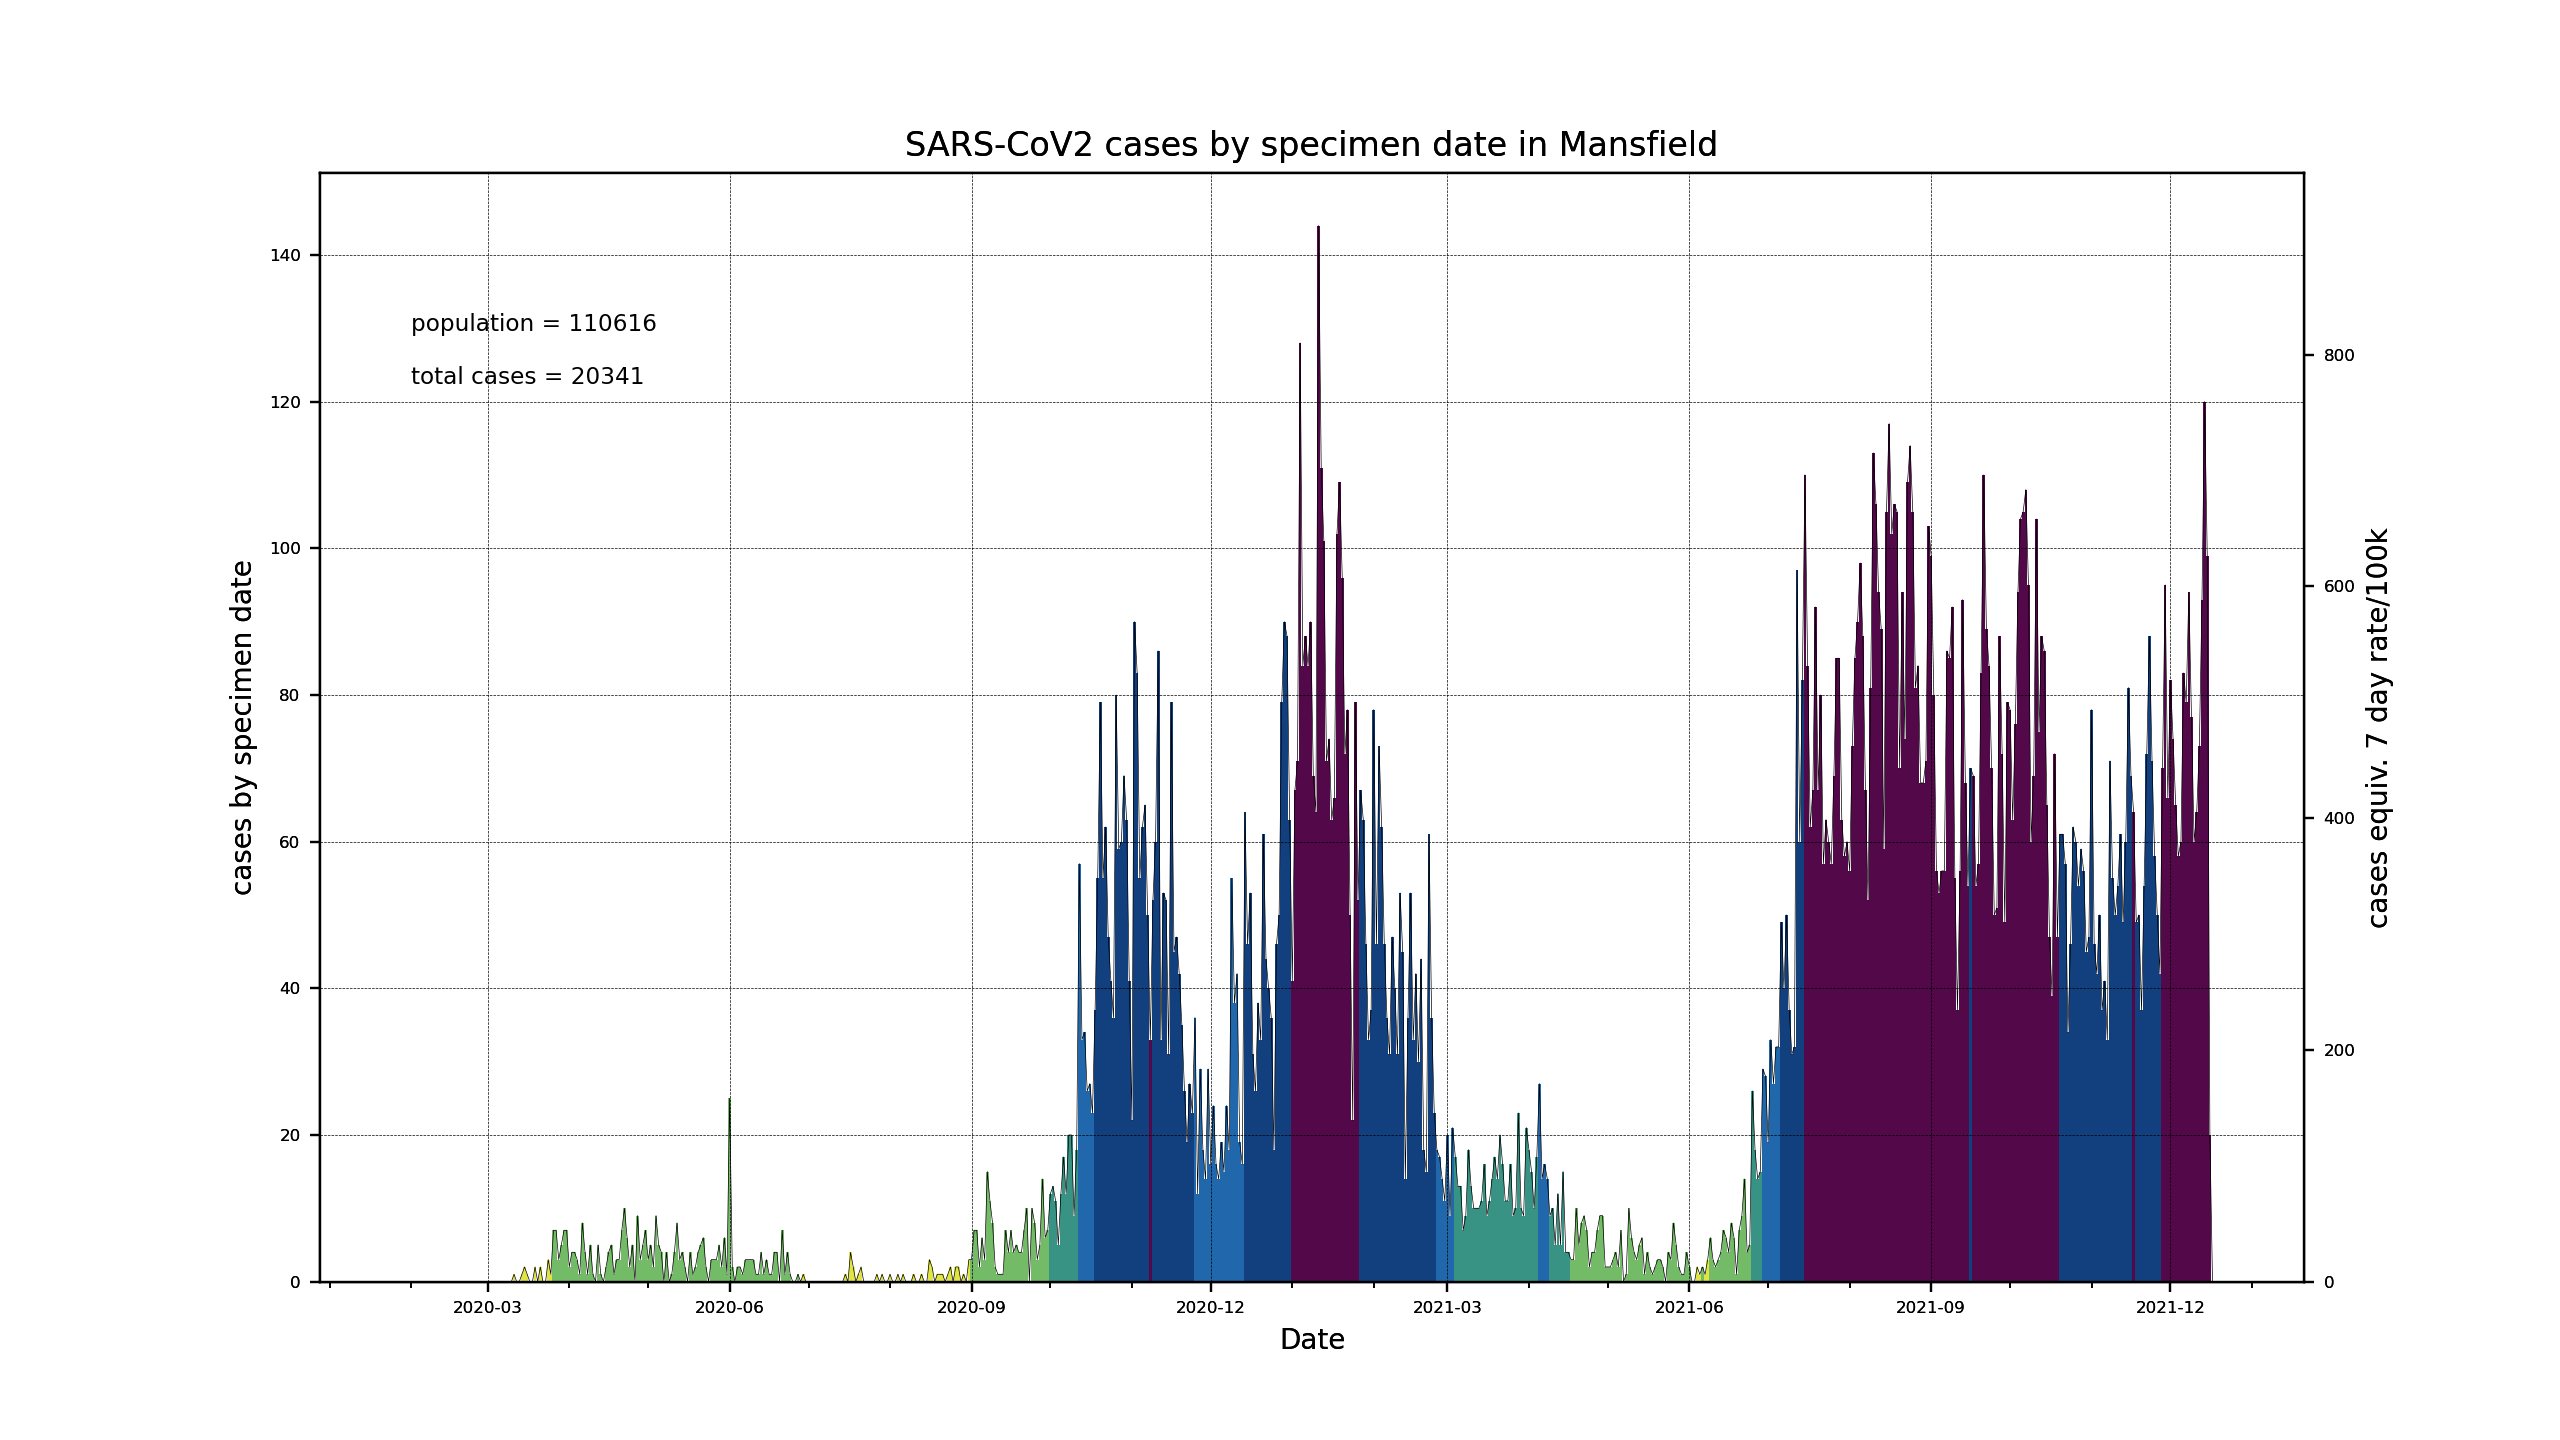 SARS-CoV2 cases by specimen date in Mansfield
population = 110616
total cases = 20341
cases by specimen date
140
120
100
80
60
40
20
0
800
600
400
200
0
cases equiv. 7 day rate/100k
2020-03 2020-06 2020-09 2020-12 2021-03 2021-06 2021-09 2021-12
Date